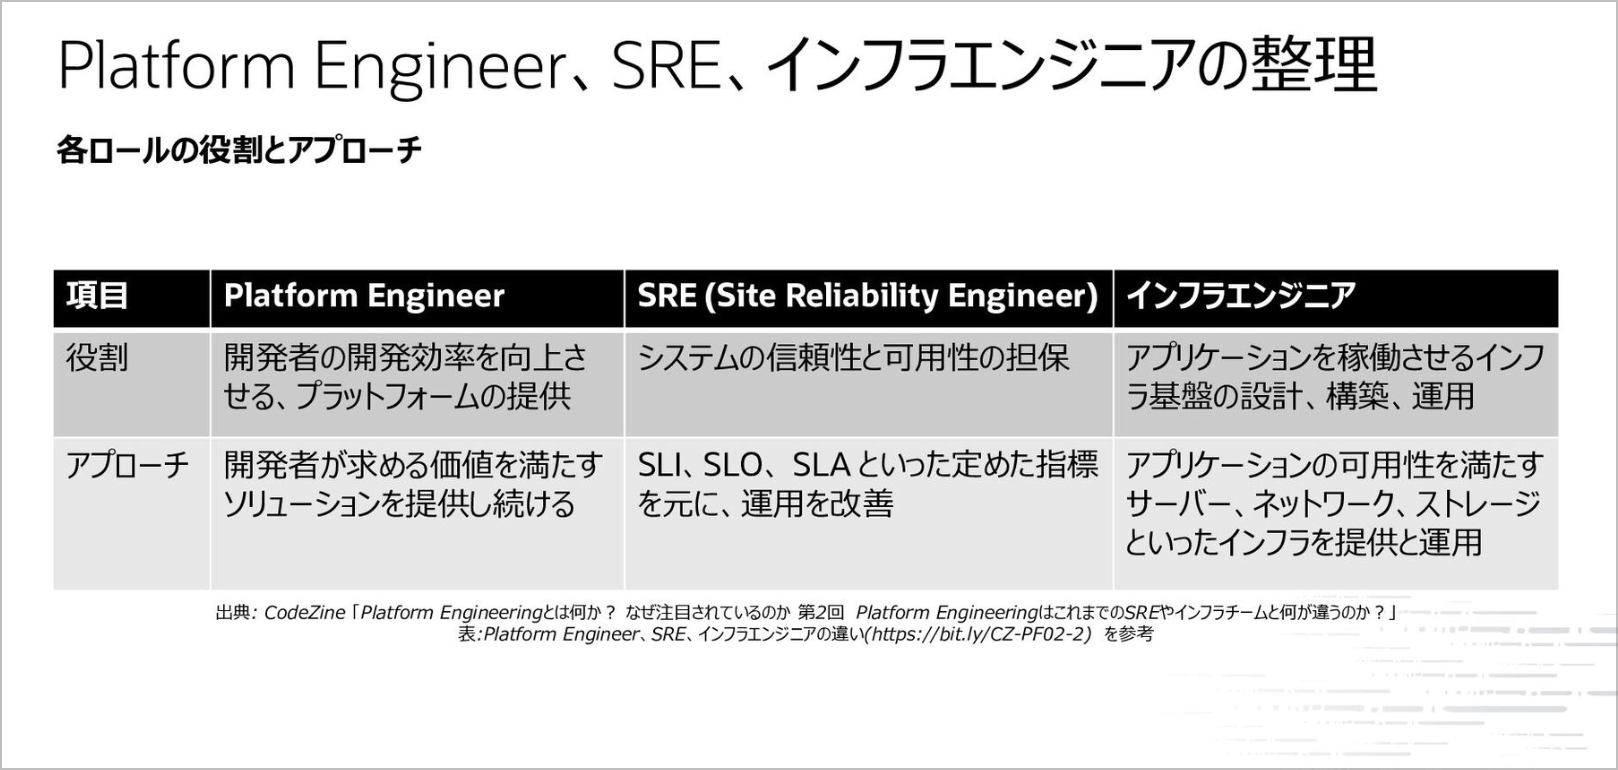 Platform Engineer、SRE、インフラエンジニアの整理
各ロールの役割とアプローチ
項目
Platform Engineer
SRE (Site Reliability Engineer)
インフラエンジニア
役割
開発者の開発効率を向上さ
せる、プラットフォームの提供
システムの信頼性と可用性の担保
アプリケーションを稼働させるインフ
ラ基盤の設計、構築、運用
アプローチ
開発者が求める価値を満たす
ソリューションを提供し続ける
SLI、SLO、SLAといった定めた指標
を元に、運用を改善
アプリケーションの可用性を満たす
サーバー、ネットワーク、ストレージ
といったインフラを提供と運用
出典: CodeZine「Platform Engineeringとは何か？ なぜ注目されているのか 第2回 Platform EngineeringはこれまでのSREやインフラチームと何が違うのか？」
表:Platform Engineer、SRE、インフラエンジニアの違い(https://bit.ly/CZ-PF02-2) を参考